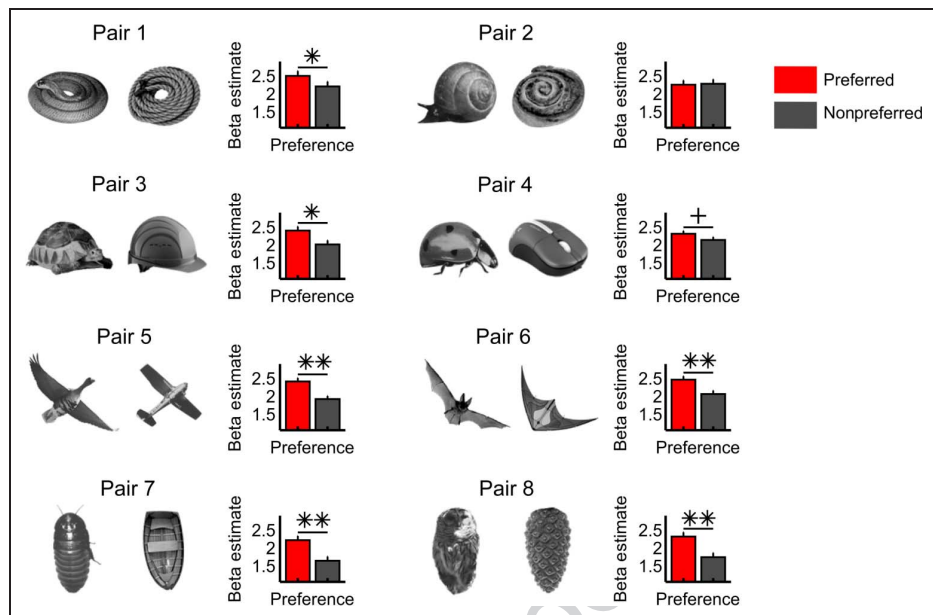 Pair 1
Beta estimate
2.5
2
1.5
*
Preference
Pair 2
Beta estimate
2.5
2
1.5
Preference
Preferred
Nonpreferred
Pair 3
Beta estimate
2.5
2
1.5
*
Preference
Pair 4
Beta estimate
2.5
2
1.5
+
Preference
Pair 5
Beta estimate
2.5
2
1.5
**
Preference
Pair 6
Beta estimate
2.5
2
1.5
**
Preference
Pair 7
Beta estimate
2.5
2
1.5
**
Preference
Pair 8
Beta estimate
2.5
2
1.5
**
Preference